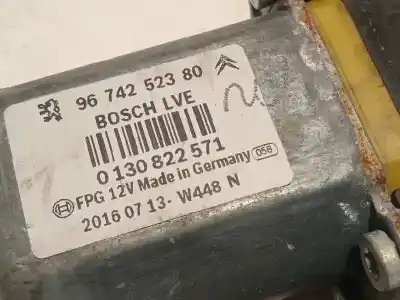 96 742 523 80
BOSCH LVE
0 130 822 571
FPG 12V Made in Germany 058
2016 07 13- W448 N